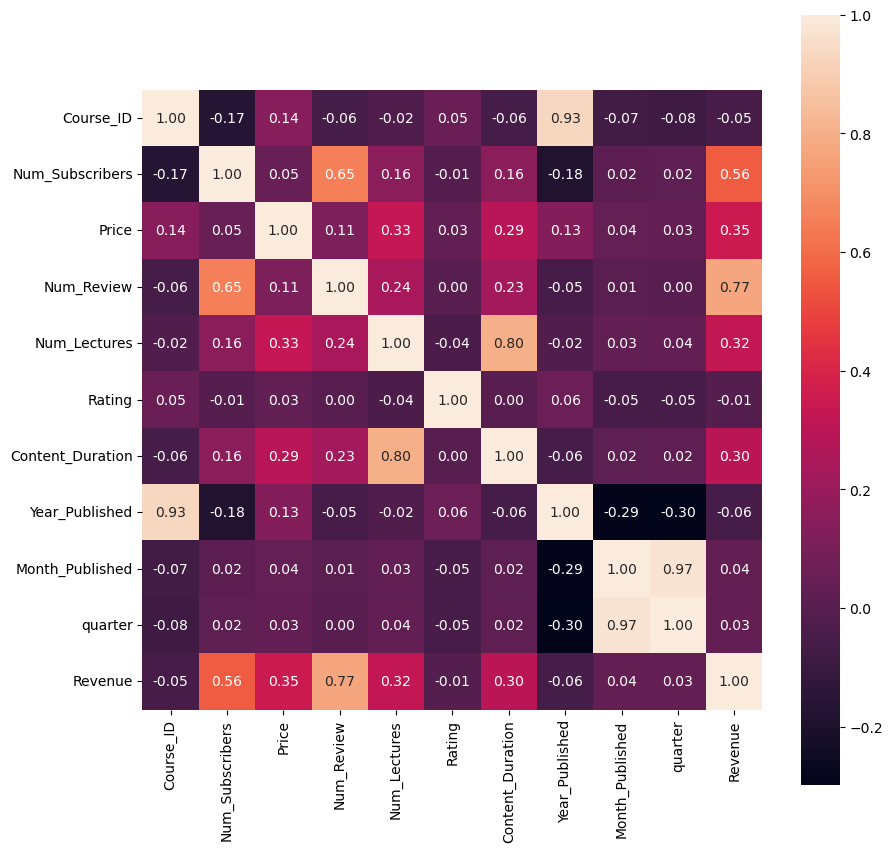 Course_ID 1.00 -0.17 0.14 -0.06 -0.02 0.05 -0.06 0.93 -0.07 -0.08 -0.05
Num_Subscribers -0.17 1.00 0.05 0.65 0.16 -0.01 0.16 -0.18 0.02 0.02 0.56
Price 0.14 0.05 1.00 0.11 0.33 0.03 0.29 0.13 0.04 0.03 0.35
Num_Review -0.06 0.65 0.11 1.00 0.24 0.00 0.23 -0.05 0.01 0.00 0.77
Num_Lectures -0.02 0.16 0.33 0.24 1.00 -0.04 0.80 -0.02 0.03 0.04 0.32
Rating 0.05 -0.01 0.03 0.00 -0.04 1.00 0.00 0.06 -0.05 -0.05 -0.01
Content_Duration -0.06 0.16 0.29 0.23 0.80 0.00 1.00 -0.06 0.02 0.02 0.30
Year_Published 0.93 -0.18 0.13 -0.05 -0.02 0.06 -0.06 1.00 -0.29 -0.30 -0.06
Month_Published -0.07 0.02 0.04 0.01 0.03 -0.05 0.02 -0.29 1.00 0.97 0.04
quarter -0.08 0.02 0.03 0.00 0.04 -0.05 0.02 -0.30 0.97 1.00 0.03
Revenue -0.05 0.56 0.35 0.77 0.32 -0.01 0.30 -0.06 0.04 0.03 1.00
Course_ID
Num_Subscribers
Price
Num_Review
Num_Lectures
Rating
Content_Duration
Year_Published
Month_Published
quarter
Revenue
1.0
0.8
0.6
0.4
0.2
0.0
−0.2